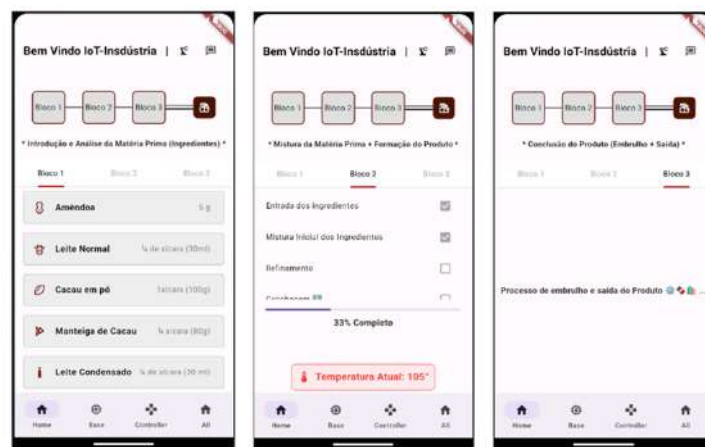 Bem Vindo IoT-Insdústria |
Bloco 1 Bloco 2 Bloco 3
* Introdução e Análise da Matéria Prima (Ingredientes) *
Bloco 1 Bloco 2 Bloco 3
Amêndoa 5 g
Leite Normal ¼ de xícara (30ml)
Cacau em pó 1xícara (100g)
Manteiga de Cacau xícara (80g)
Leite Condensado de xícara (30 ml)
Home Base Controller All
Bem Vindo IoT-Insdústria |
Bloco 1 Bloco 2 Bloco 3
* Mistura da Matéria Prima + Formação do Produto *
Bloco 1 Bloco 2 Bloco 3
Entrada dos Ingredientes
Mistura Inicial dos Ingredientes
Refinamento
Conchagem
33% Completo
Temperatura Atual: 105°
Home Base Controller All
Bem Vindo IoT-Insdústria |
Bloco 1 Bloco 2 Bloco 3
* Conclusão do Produto (Embrulho + Saída) *
Bloco 1 Bloco 2 Bloco 3
Processo de embrulho e saída do Produto ...
Home Base Controller All